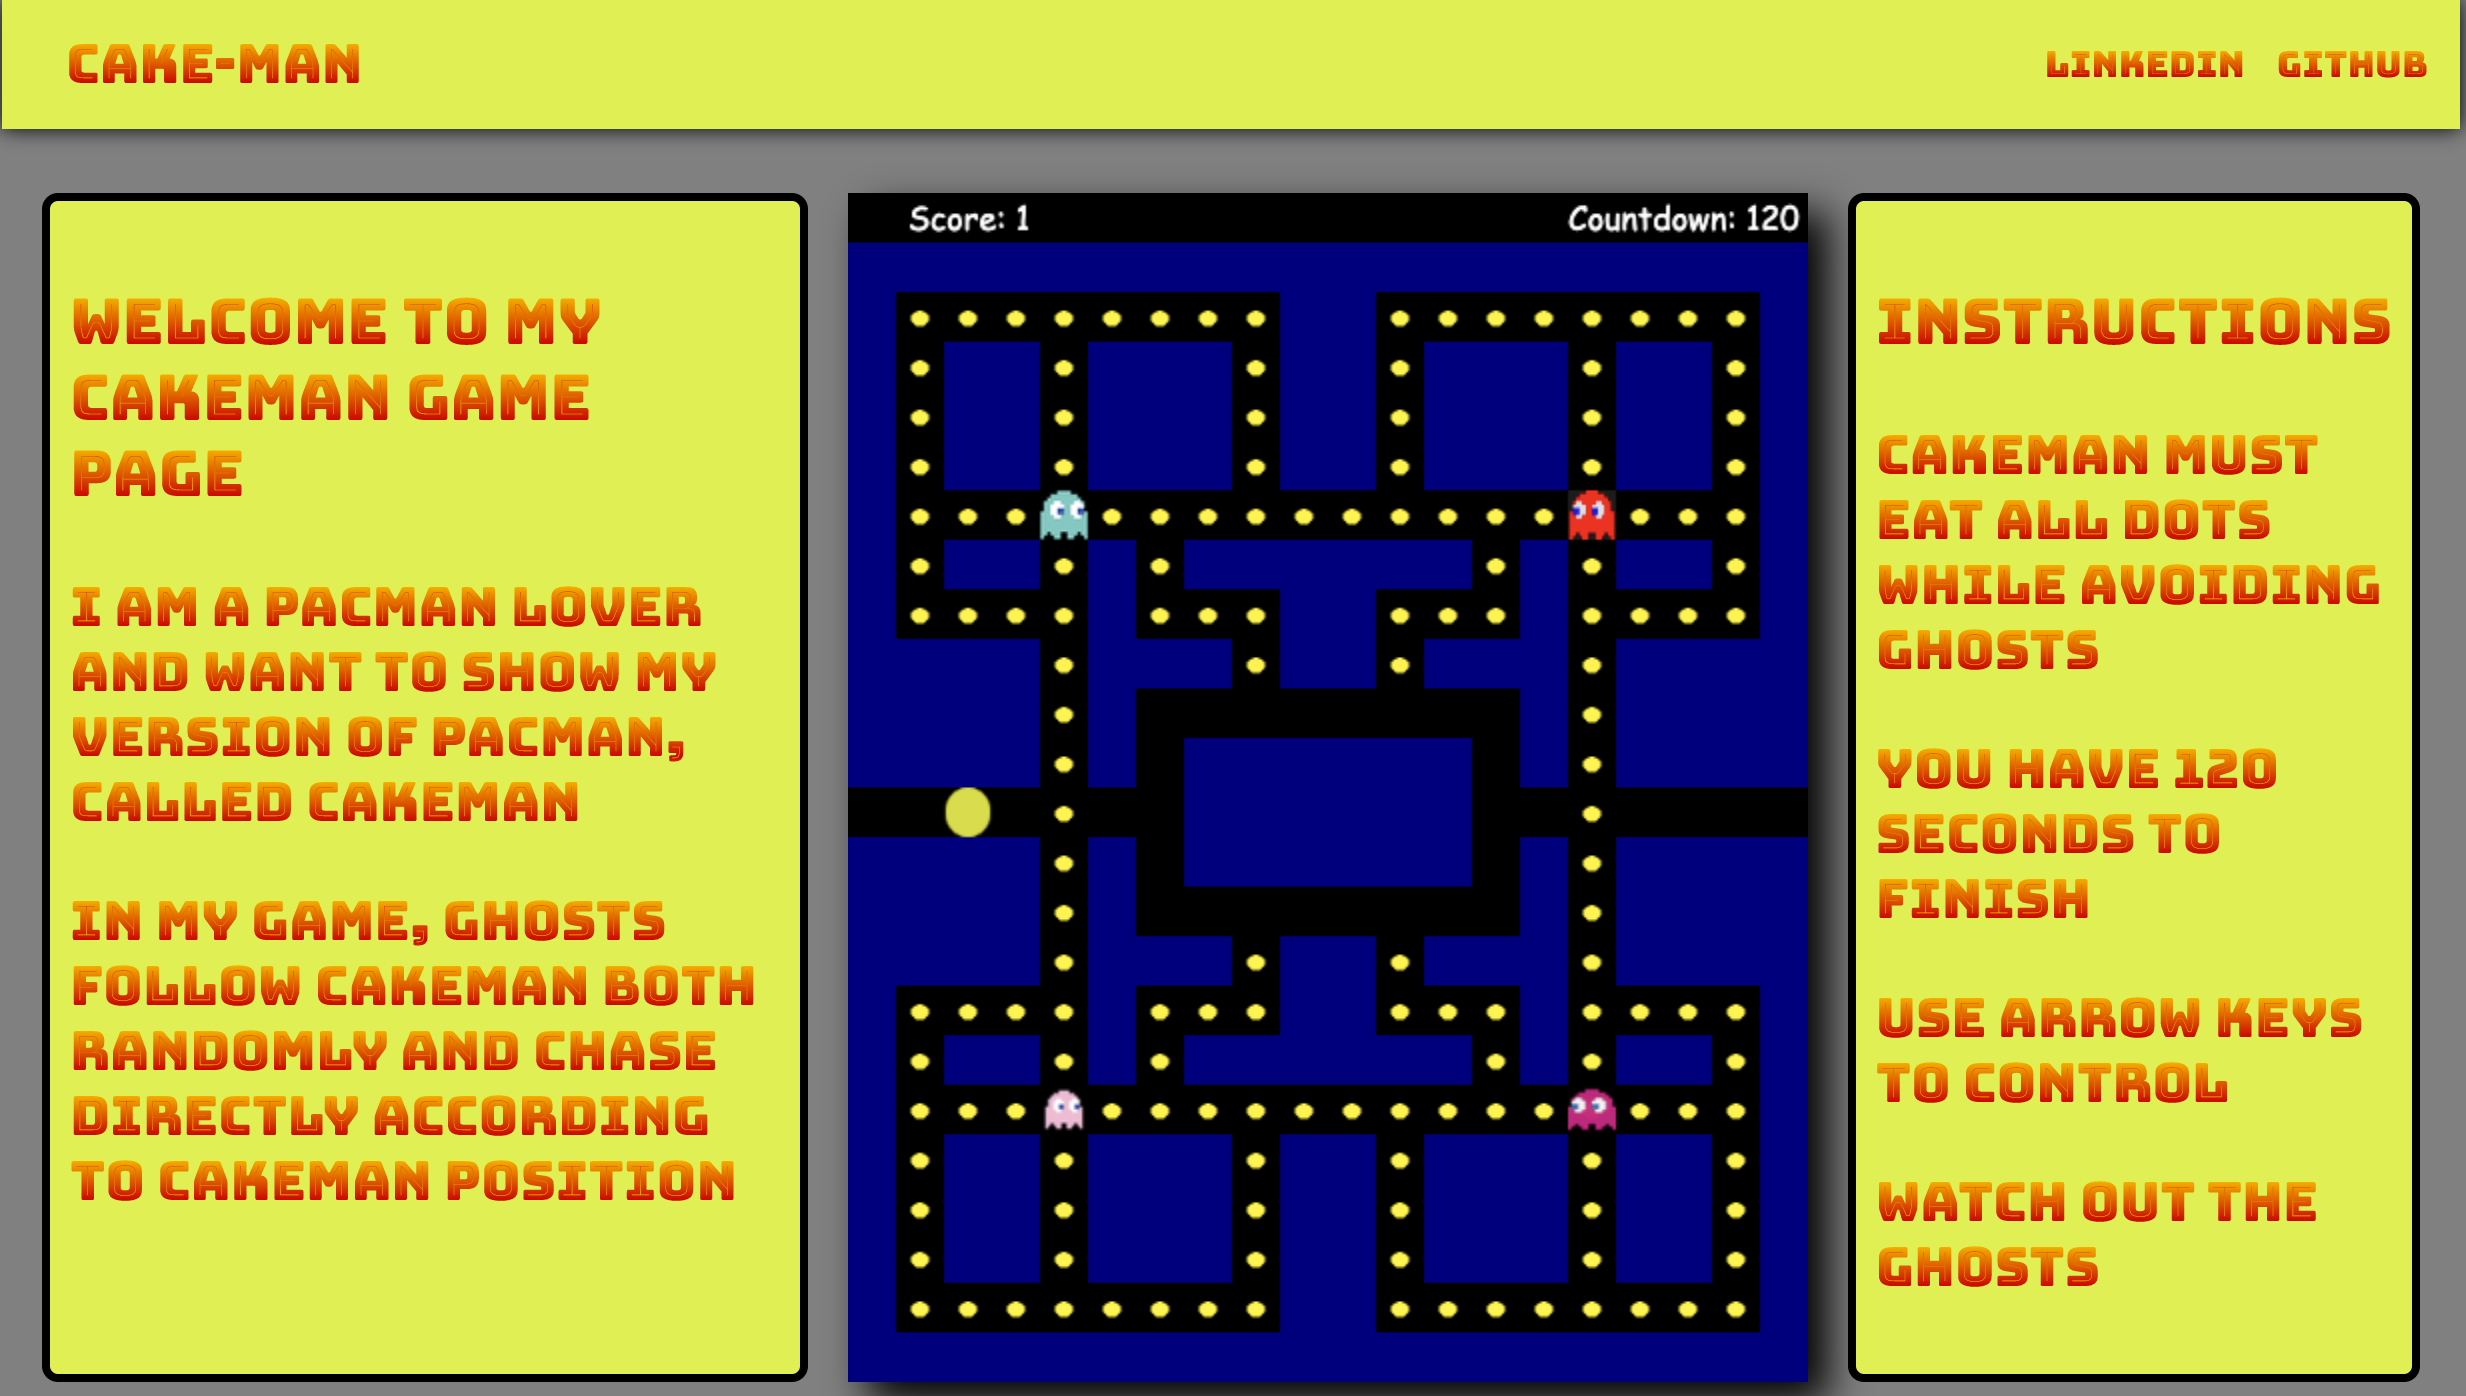 CAKE-MAN
LINKEDIN GITHUB
WELCOME TO MY
CAKEMAN GAME
PAGE
I AM A PACMAN LOVER
AND WANT TO SHOW MY
VERSION OF PACMAN,
CALLED CAKEMAN
IN MY GAME, GHOSTS
FOLLOW CAKEMAN BOTH
RANDOMLY AND CHASE
DIRECTLY ACCORDING
TO CAKEMAN POSITION
Score: 1
Countdown: 120
INSTRUCTIONS
CAKEMAN MUST
EAT ALL DOTS
WHILE AVOIDING
GHOSTS
YOU HAVE 120
SECONDS TO
FINISH
USE ARROW KEYS
TO CONTROL
WATCH OUT THE
GHOSTS